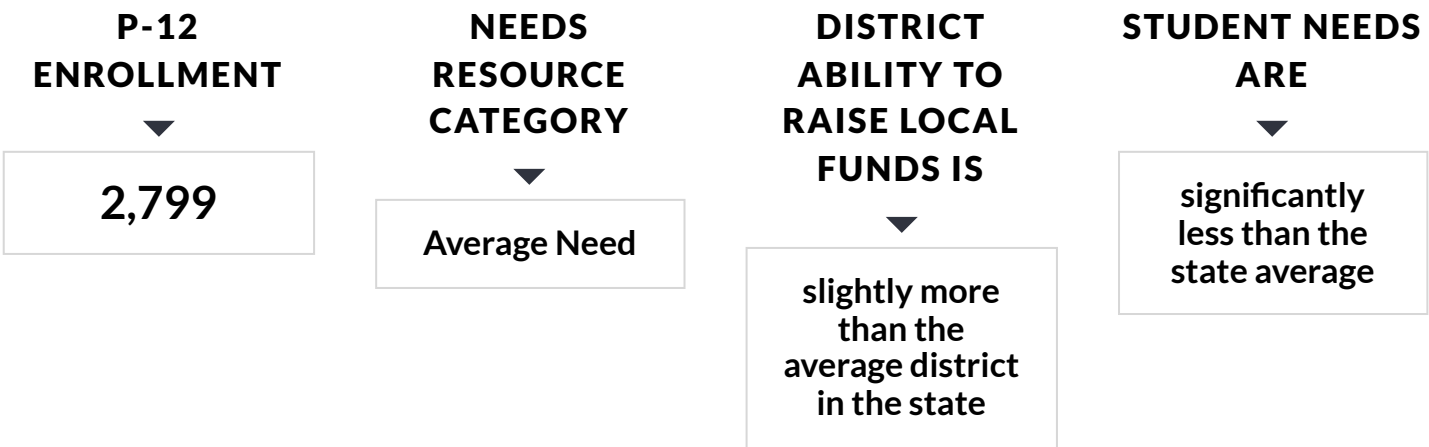 P-12
ENROLLMENT
2,799
NEEDS
RESOURCE
CATEGORY
Average Need
DISTRICT
ABILITY TO
RAISE LOCAL
FUNDS IS
slightly more
than the
average district
in the state
STUDENT NEEDS
ARE
significantly
less than the
state average